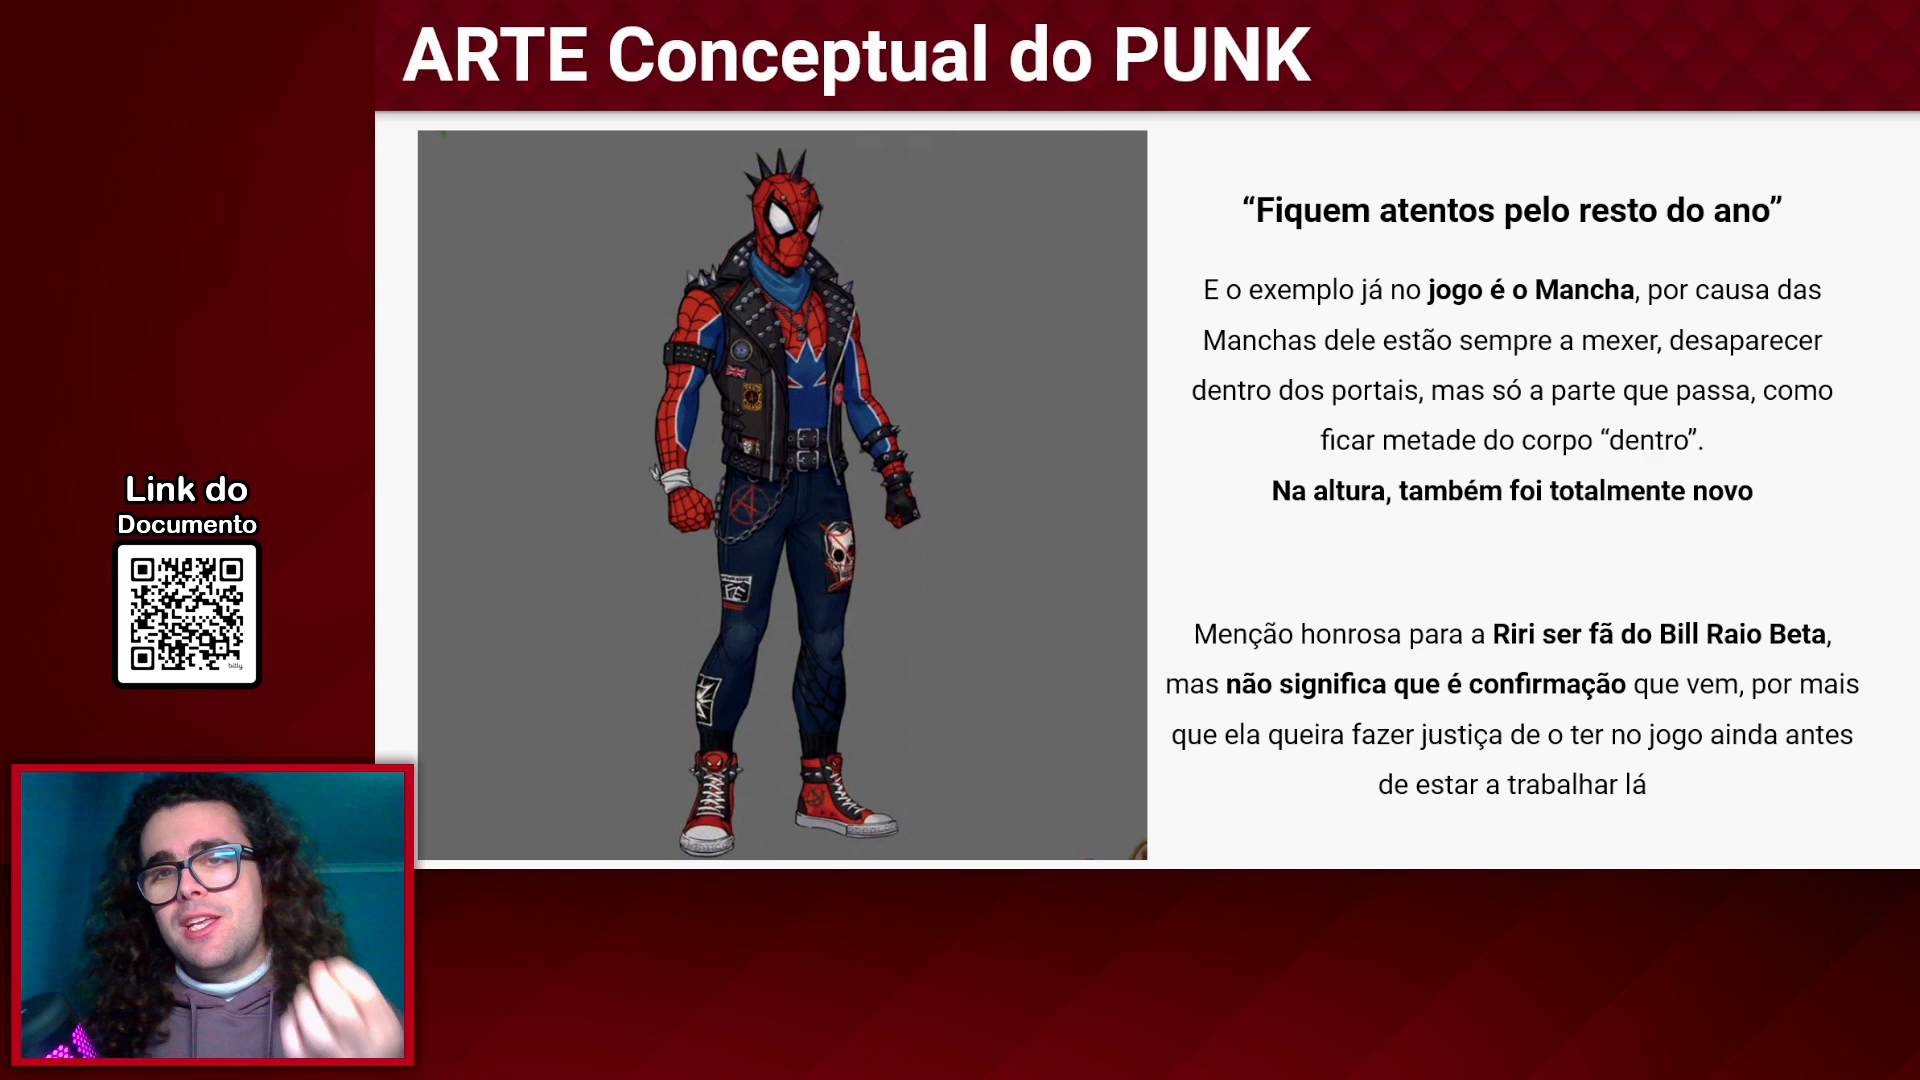 ARTE Conceptual do PUNK
“Fiquem atentos pelo resto do ano”
E o exemplo já no jogo é o Mancha, por causa das
Manchas dele estão sempre a mexer, desaparecer
dentro dos portais, mas só a parte que passa, como
ficar metade do corpo “dentro”.
Na altura, também foi totalmente novo
Menção honrosa para a Riri ser fã do Bill Raio Beta,
mas não significa que é confirmação que vem, por mais
que ela queira fazer justiça de o ter no jogo ainda antes
de estar a trabalhar lá
Link do
Documento
bitly